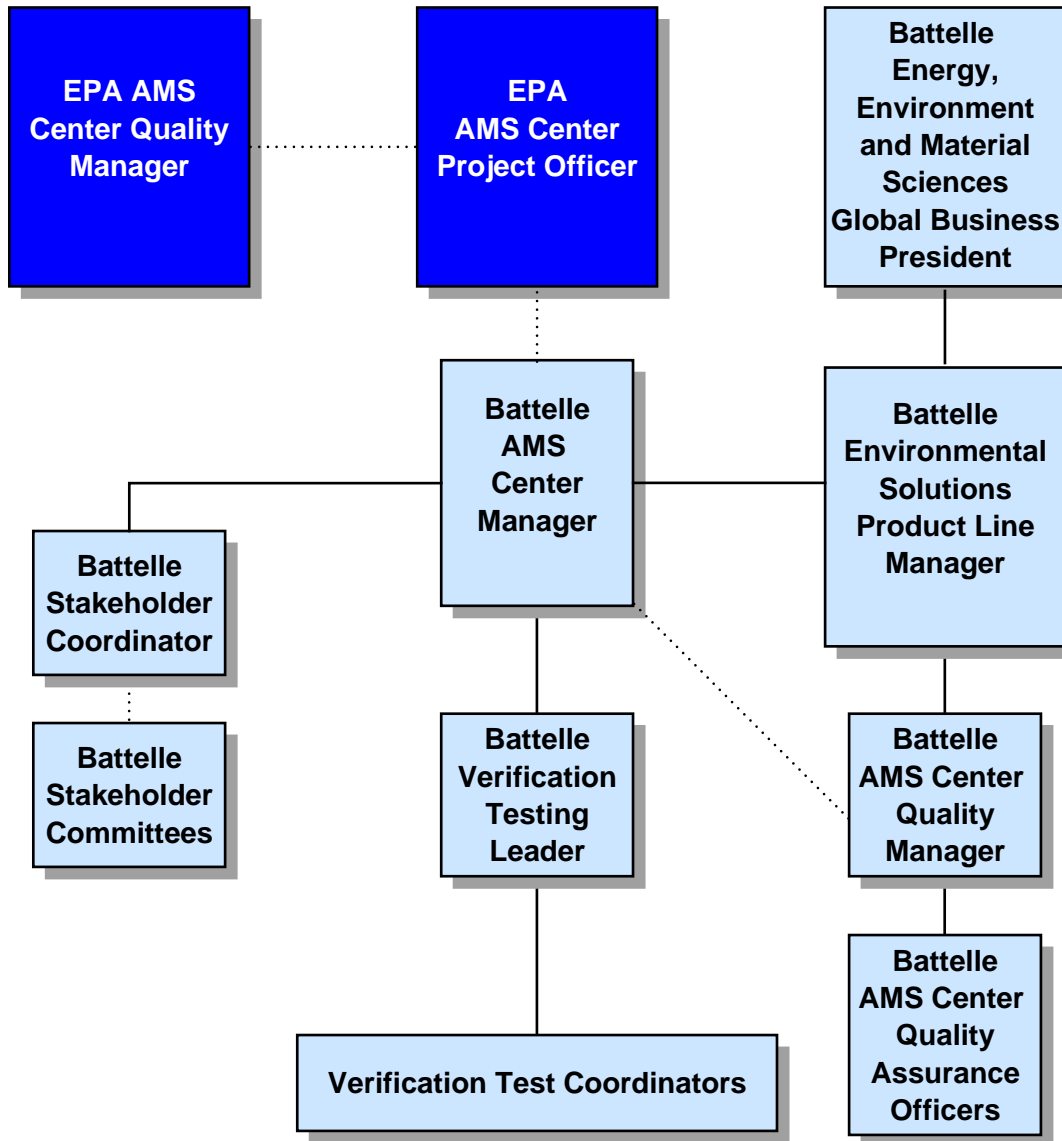 EPA AMS
Center Quality
Manager
EPA
AMS Center
Project Officer
Battelle
Energy,
Environment
and Material
Sciences
Global Business
President
Battelle
AMS
Center
Manager
Battelle
Environmental
Solutions
Product Line
Manager
Battelle
Stakeholder
Coordinator
Battelle
Stakeholder
Committees
Battelle
Verification
Testing
Leader
Battelle
AMS Center
Quality
Manager
Battelle
AMS Center
Quality
Assurance
Officers
Verification Test Coordinators